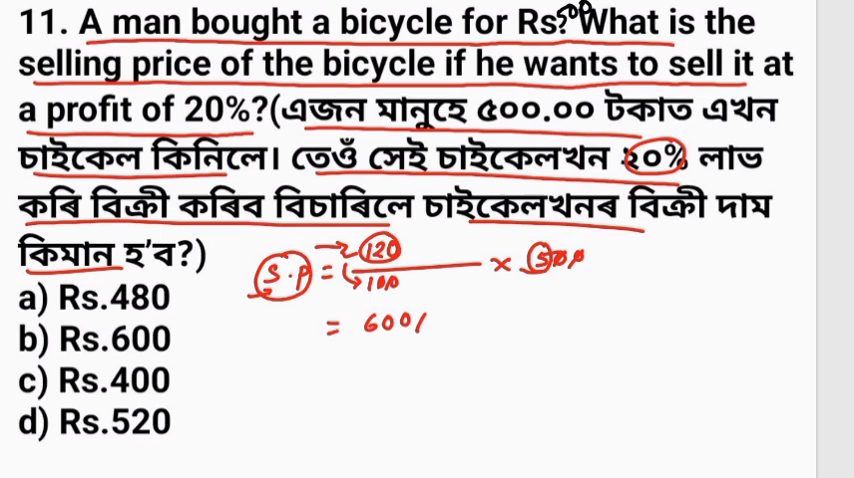 11. A man bought a bicycle for Rs.500 What is the
selling price of the bicycle if he wants to sell it at
a profit of 20%?(এজন মানুহে ৫০০.০০ টকাত এখন
চাইকেল কিনিলে। তেওঁ সেই চাইকেলখন ২০% লাভ
কৰি বিক্ৰী কৰিব বিচাৰিলে চাইকেলখনৰ বিক্ৰী দাম
কিমান হ'ব?)
S.P = 120/100 × 500
= 600/
a) Rs.480
b) Rs.600
c) Rs.400
d) Rs.520